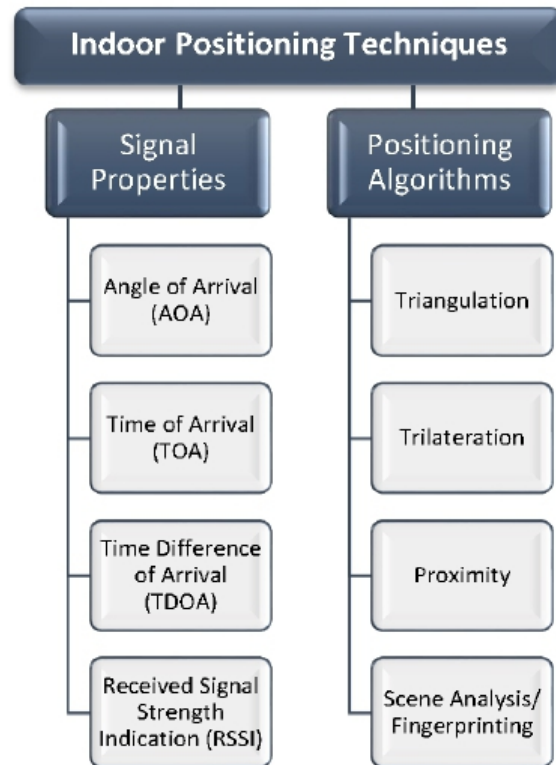 Indoor Positioning Techniques
Signal
Properties
Angle of Arrival
(AOA)
Time of Arrival
(TOA)
Time Difference
of Arrival
(TDOA)
Received Signal
Strength
Indication (RSSI)
Positioning
Algorithms
Triangulation
Trilateration
Proximity
Scene Analysis/
Fingerprinting